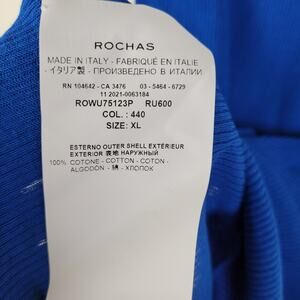 ROCHAS
MADE IN ITALY - FABRIQUÉ EN ITALIE
- イタリア製 - ПРОИЗВЕДЕНО В ИТАЛИИ
RN 104642 - CA 3476 03 - 5464 - 6729
11 2021-0063184
ROWU75123P RU600
COL.: 440
SIZE: XL
ESTERNO OUTER SHELL EXTÉRIEUR
EXTERIOR 表地 НАРУЖНЫЙ
100% COTONE - COTTON - COTON -
ALGODÓN - 綿 - ХЛОПОК